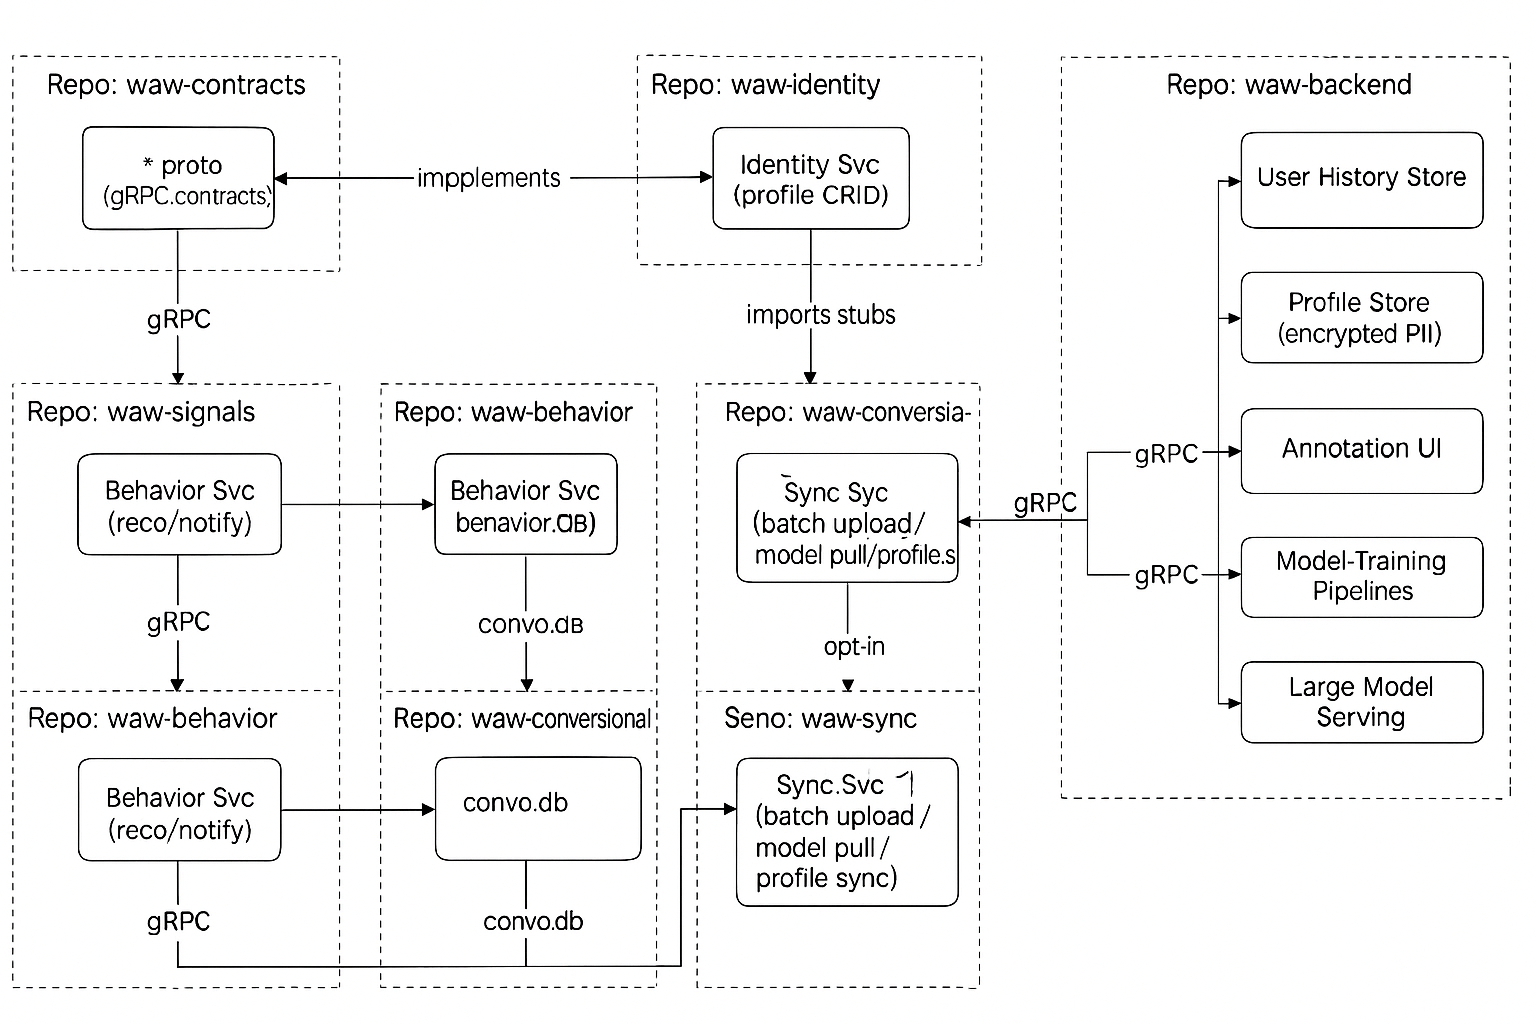 Repo: waw-contracts
* proto
(gRPC.contracts)
impplements
Repo: waw-identity
Identity Svc
(profile CRID)
Repo: waw-backend
User History Store
Profile Store
(encrypted PII)
Annotation UI
Model-Training
Pipelines
Large Model
Serving
gRPC
imports stubs
Repo: waw-signals
Behavior Svc
(reco/notify)
Repo: waw-behavior
Behavior Svc
benavior.DB)
Repo: waw-conversia-
Sync Syc
(batch upload/
model pull/profile.s
gRPC
gRPC
gRPC
gRPC
convo.dB
opt-in
Repo: waw-behavior
Behavior Svc
(reco/notify)
Repo: waw-conversional
convo.db
Seno: waw-sync
Sync.Svc
(batch upload/
model pull/
profile sync)
gRPC
convo.db